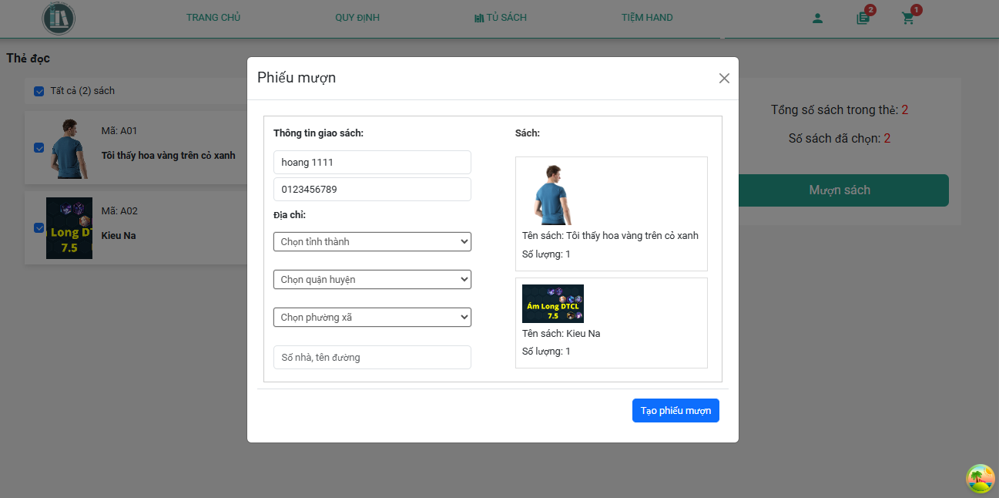 TRANG CHỦ
QUY ĐỊNH
TỦ SÁCH
TIỆM HAND
2
1
Thẻ đọc
Tất cả (2) sách
Mã: A01
Tôi thấy hoa vàng trên cỏ xanh
Mã: A02
Kieu Na
Long DT
7.5
Tổng số sách trong thẻ: 2
Số sách đã chọn: 2
Mượn sách
Phiếu mượn
Thông tin giao sách:
hoang 1111
0123456789
Địa chỉ:
Chọn tỉnh thành
Chọn quận huyện
Chọn phường xã
Số nhà, tên đường
Sách:
Tên sách: Tôi thấy hoa vàng trên cỏ xanh
Số lượng: 1
Ám Long DTCL
7.5
Tên sách: Kieu Na
Số lượng: 1
Tạo phiếu mượn